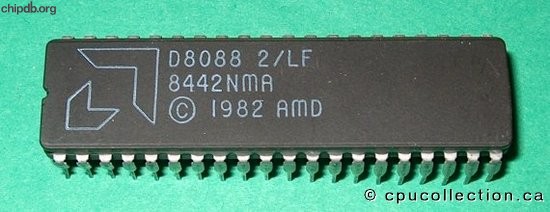 chipdb.org
D8088 2/LF
8442NMA
© 1982 AMD
© cpucollection.ca